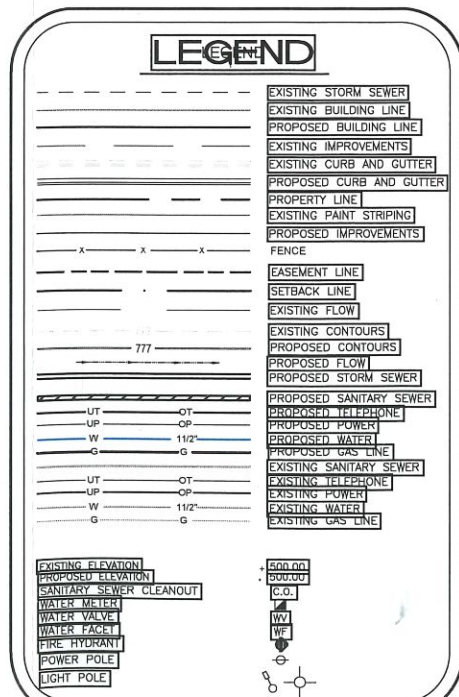 LEGEND
EXISTING STORM SEWER
EXISTING BUILDING LINE
PROPOSED BUILDING LINE
EXISTING IMPROVEMENTS
EXISTING CURB AND GUTTER
PROPOSED CURB AND GUTTER
PROPERTY LINE
EXISTING PAINT STRIPING
PROPOSED IMPROVEMENTS
X X X FENCE
EASEMENT LINE
SETBACK LINE
EXISTING FLOW
EXISTING CONTOURS
777 PROPOSED CONTOURS
PROPOSED FLOW
PROPOSED STORM SEWER
PROPOSED SANITARY SEWER
UT OT PROPOSED TELEPHONE
UP OP PROPOSED POWER
W 11/2" PROPOSED WATER
G G PROPOSED GAS LINE
EXISTING SANITARY SEWER
UT OT EXISTING TELEPHONE
UP OP EXISTING POWER
W 11/2" EXISTING WATER
G G EXISTING GAS LINE
EXISTING ELEVATION + 500.00
PROPOSED ELEVATION . 500.00
SANITARY SEWER CLEANOUT C.O.
WATER METER
WATER VALVE WV
WATER FACET WF
FIRE HYDRANT
POWER POLE
LIGHT POLE